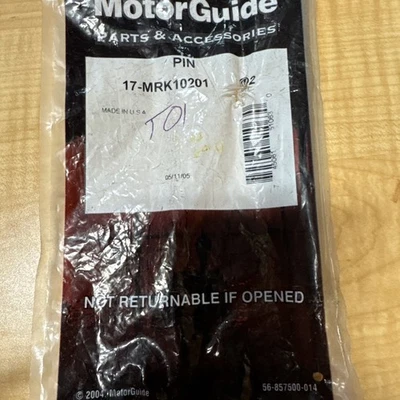 MotorGuide
PARTS & ACCESSORIES
PIN
17-MRK10201
MADE IN U.S.A.
TO1
05/11/05
NOT RETURNABLE IF OPENED
© 2004 MotorGuide
56-857500-014